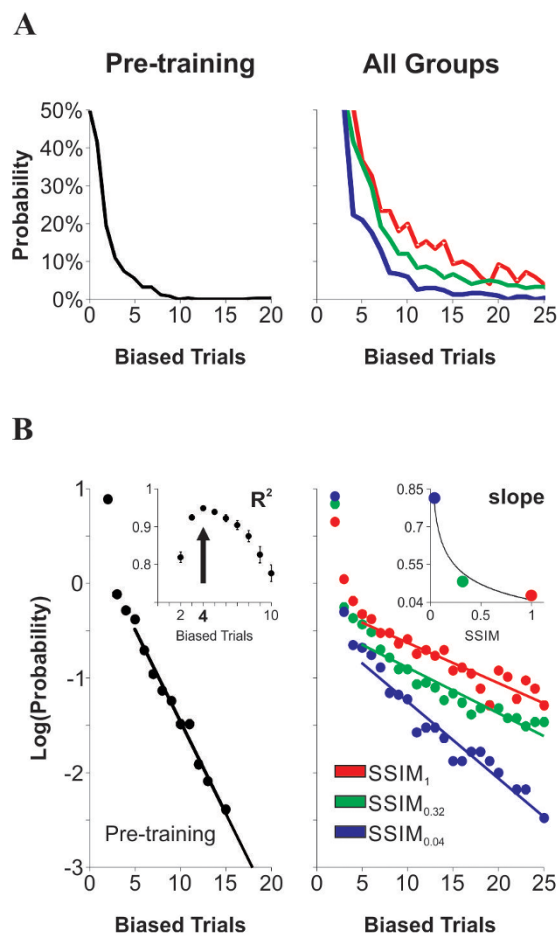 A
Pre-training
All Groups
Probability
50%
40%
30%
20%
10%
0%
0 5 10 15 20
0 5 10 15 20 25
Biased Trials
Biased Trials
B
Log(Probability)
1
0
-1
-2
-3
R²
1
0.9
0.8
2 4 10
Biased Trials
Pre-training
0 5 10 15 20
Biased Trials
slope
0.85
0.48
0.04
0 0.5 1
SSIM
SSIM₁
SSIM₀.₃₂
SSIM₀.₀₄
0 5 10 15 20 25
Biased Trials